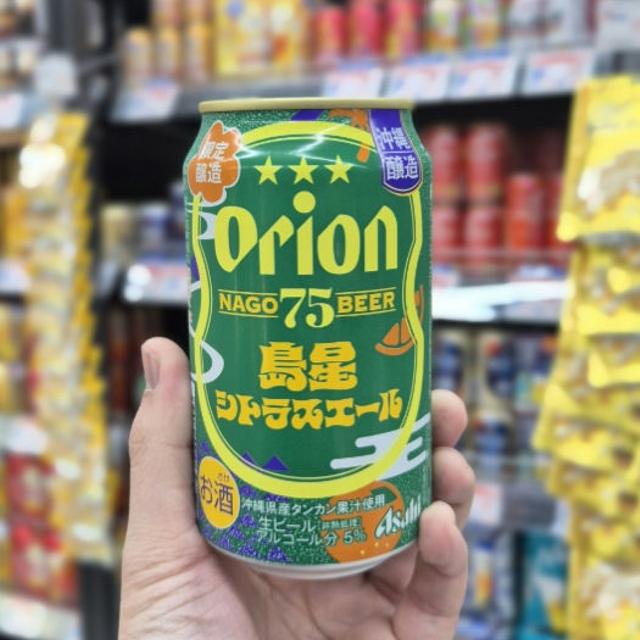 限定
醸造
沖縄
醸造
orion
NAGO 75 BEER
島星
シトラスエール
お酒
沖縄県産タンカン果汁使用
生ビール
アルコール分 5%
Asahi